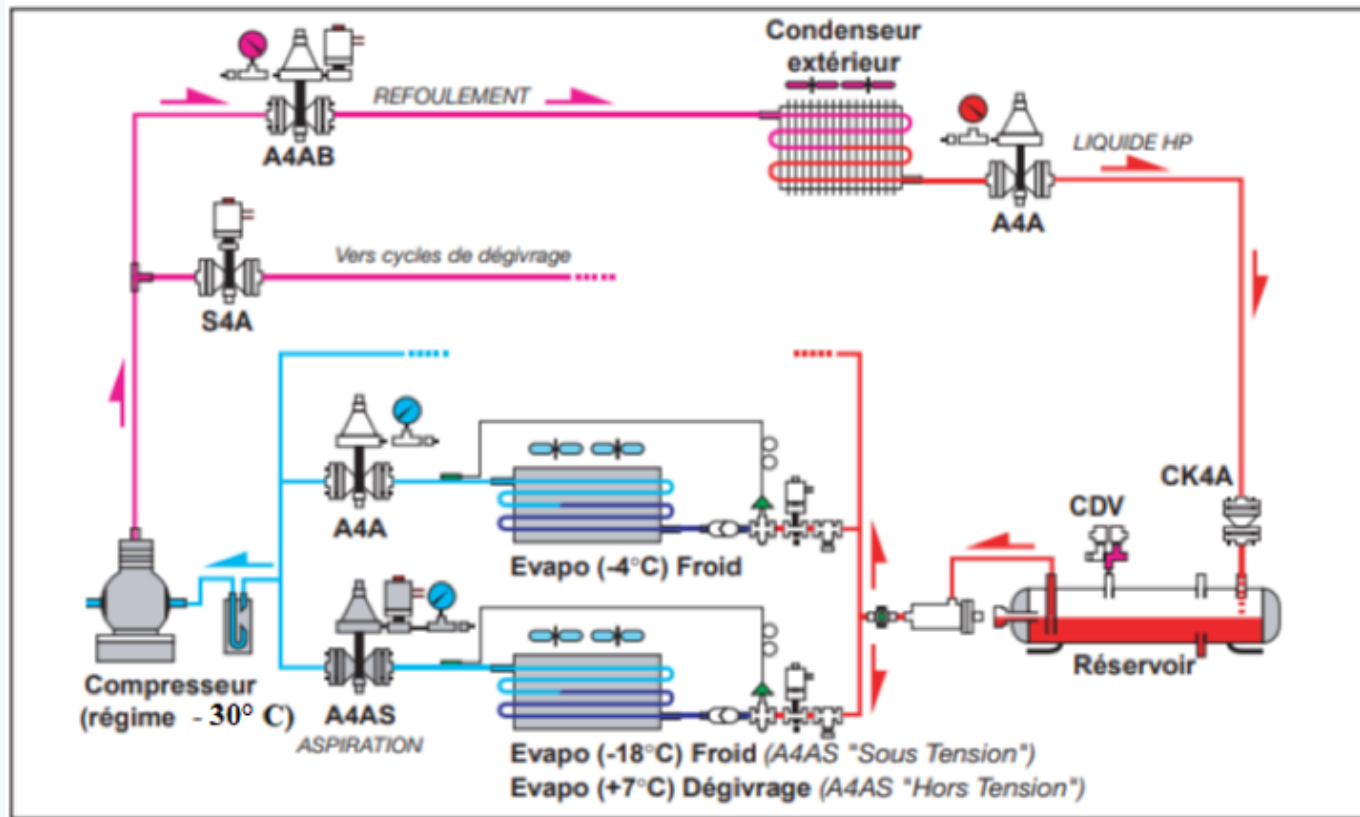 Condenseur
extérieur
REFOULEMENT
A4AB
LIQUIDE HP
A4A
Vers cycles de dégivrage
S4A
A4A
CK4A
CDV
Evapo (-4°C) Froid
Réservoir
Compresseur
(régime - 30° C)
A4AS
ASPIRATION
Evapo (-18°C) Froid (A4AS "Sous Tension")
Evapo (+7°C) Dégivrage (A4AS "Hors Tension")